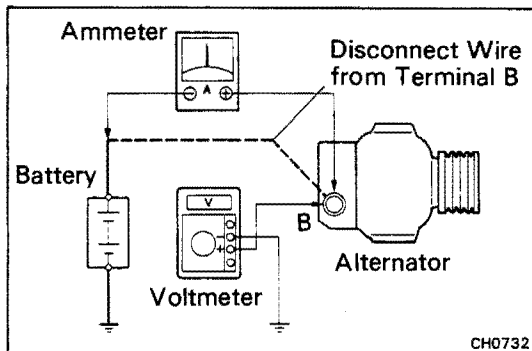 Ammeter
Disconnect Wire
from Terminal B
A
Battery
V
B
Voltmeter
Alternator
CH0732